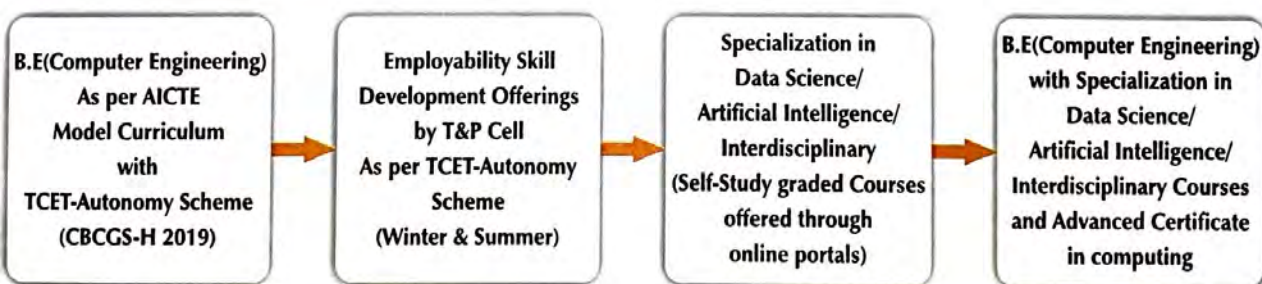 B.E(Computer Engineering)
As per AICTE
Model Curriculum
with
TCET-Autonomy Scheme
(CBCGS-H 2019)
Employability Skill
Development Offerings
by T&P Cell
As per TCET-Autonomy
Scheme
(Winter & Summer)
Specialization in
Data Science/
Artificial Intelligence/
Interdisciplinary
(Self-Study graded Courses
offered through
online portals)
B.E(Computer Engineering)
with Specialization in
Data Science/
Artificial Intelligence/
Interdisciplinary Courses
and Advanced Certificate
in computing